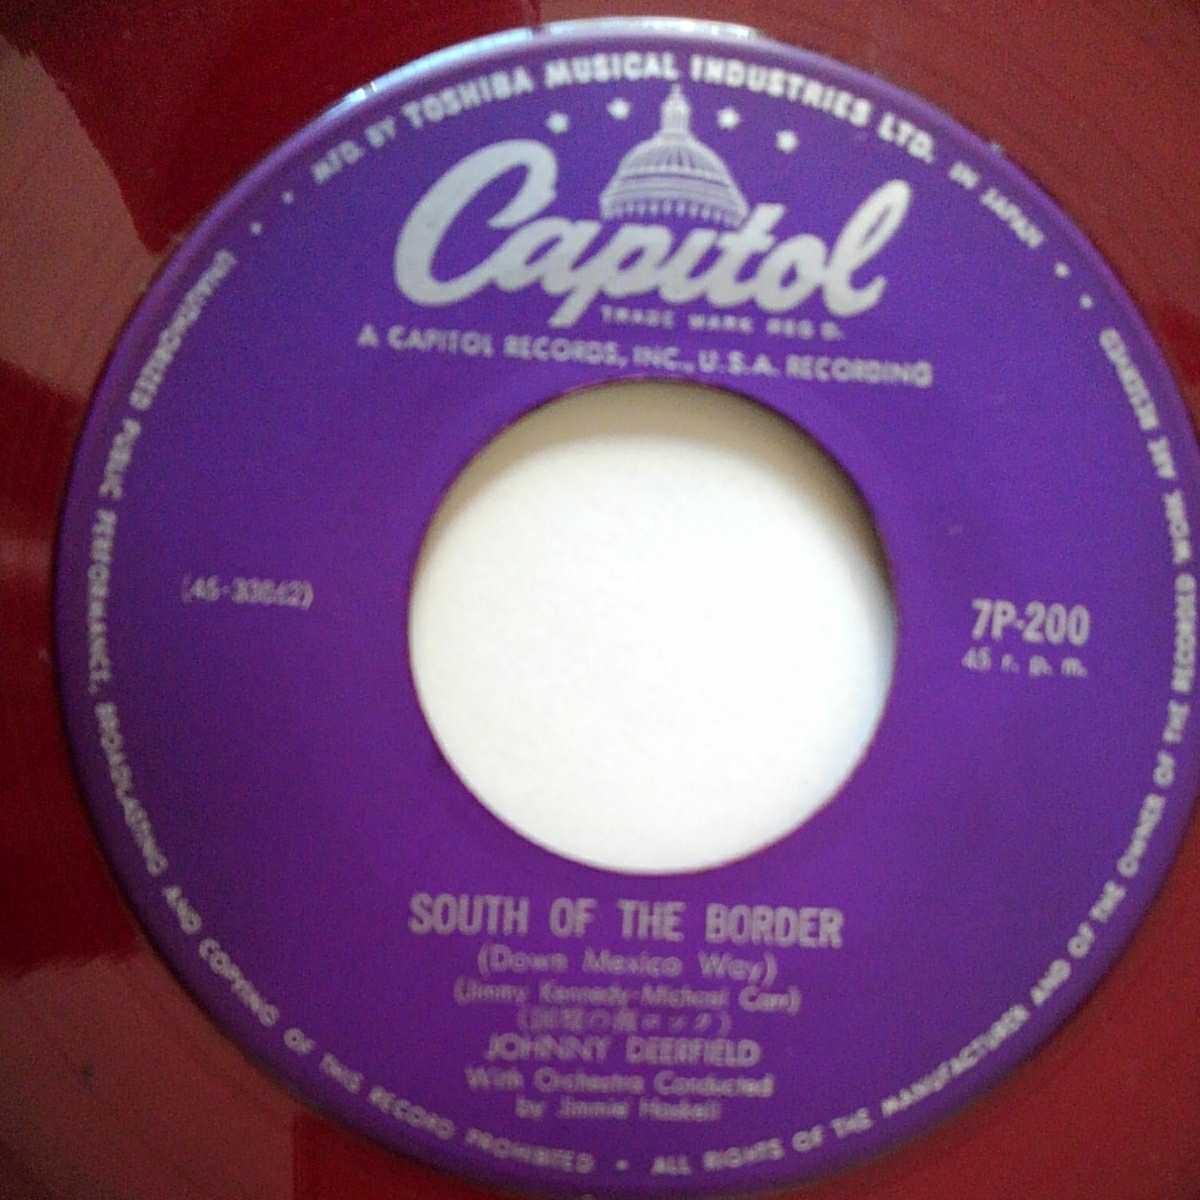 MFD. BY TOSHIBA MUSICAL INDUSTRIES LTD. IN JAPAN
Capitol
TRADE MARK REG'D.
A CAPITOL RECORDS, INC., U.S.A. RECORDING
7P-200
45 r. p. m.
SOUTH OF THE BORDER
(Down Mexico Way)
(Jimmy Kennedy-Michael Carr)
JOHNNY DEERFIELD
With Orchestra Conducted
by Jimmie Haskell
UNAUTHORIZED PUBLIC PERFORMANCE, BROADCASTING AND COPYING OF THIS RECORD PROHIBITED • ALL RIGHTS OF THE MANUFACTURER AND OF THE OWNER OF THE RECORDED WORK ARE RESERVED